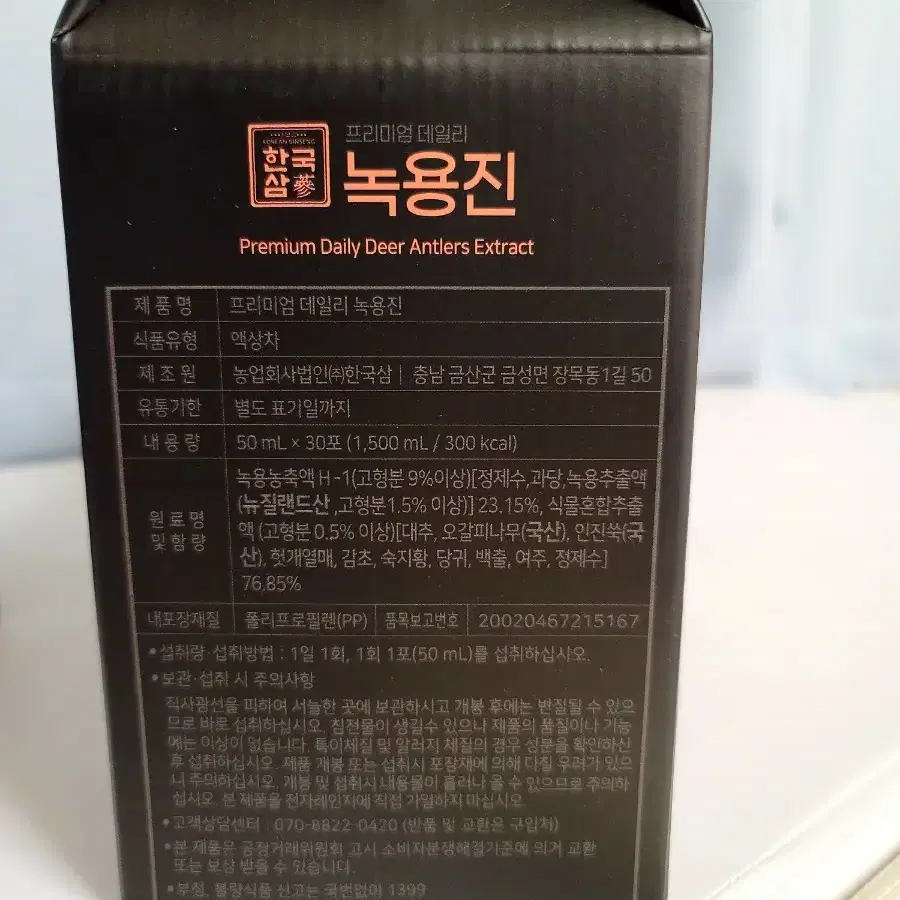 KOREAN GINSENG
한국
삼蔘
프리미엄 데일리
녹용진
Premium Daily Deer Antlers Extract
제 품 명 프리미엄 데일리 녹용진
식품유형 액상차
제 조 원 농업회사법인㈜한국삼 | 충남 금산군 금성면 장목동1길 50
유통기한 별도 표기일까지
내 용 량 50 mL × 30포 (1,500 mL / 300 kcal)
원 료 명 및 함 량 녹용농축액 H -1(고형분 9%이상)[정제수,과당,녹용추출액
(뉴질랜드산 ,고형분1.5% 이상)] 23.15%, 식물혼합추출
액 (고형분 0.5% 이상)[대추, 오갈피나무(국산), 인진쑥(국
산), 헛개열매, 감초, 숙지황, 당귀, 백출, 여주, 정제수]
76.85%
내포장재질 폴리프로필렌(PP) 품목보고번호 20020467215167
•섭취량·섭취방법 : 1일 1회, 1회 1포(50 mL)를 섭취하십시오.
•보관·섭취 시 주의사항
직사광선을 피하여 서늘한 곳에 보관하시고 개봉 후에는 변질될 수 있으
므로 바로 섭취하십시오. 침전물이 생길수 있으나 제품의 품질이나 기능
에는 이상이 없습니다. 특이체질 및 알러지 체질의 경우 성분을 확인하신
후 섭취하십시오. 제품 개봉 또는 섭취시 포장재에 의해 다칠 우려가 있으
니 주의하십시오. 개봉 및 섭취시 내용물이 흘러나 올 수 있으므로 주의하
십시오. 본 제품을 전자레인지에 직접 가열하지 마십시오.
•고객상담센터 : 070-8822-0420 (반품 및 교환은 구입처)
•본 제품은 공정거래위원회 고시 소비자분쟁해결기준에 의거 교환
또는 보상 받을 수 있습니다.
•부정, 불량식품 신고는 국번없이 1399